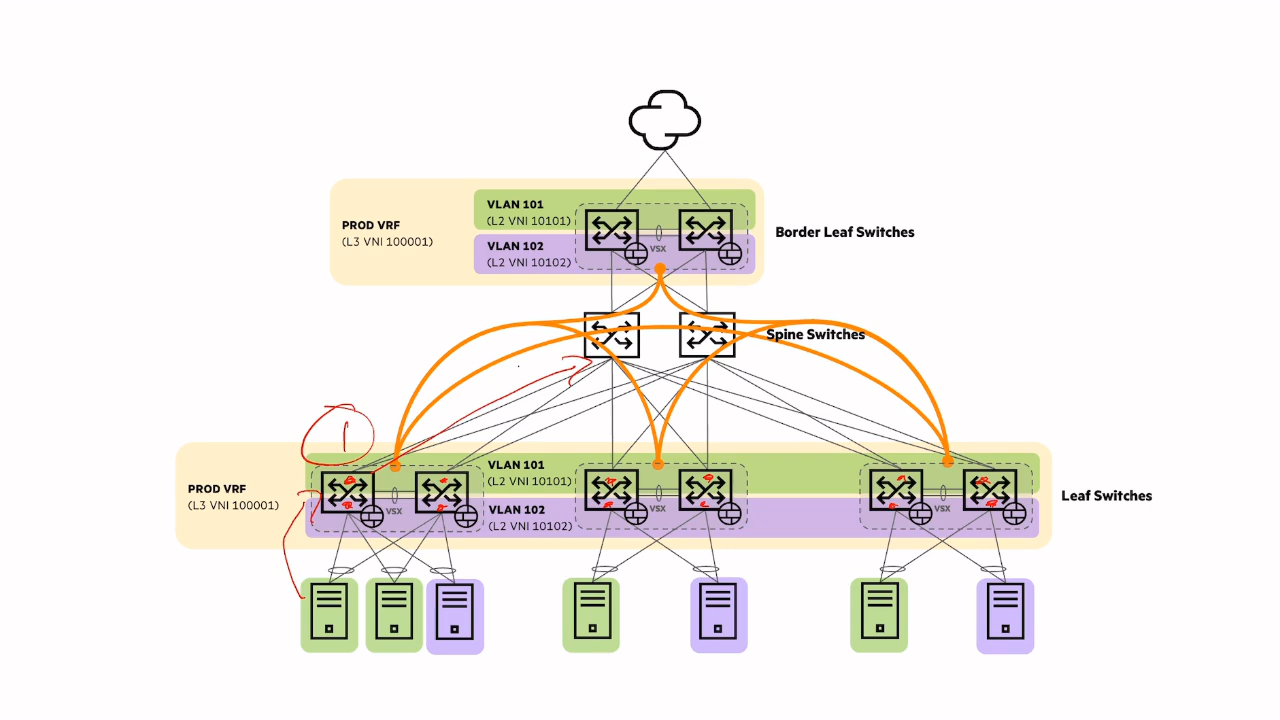 VLAN 101
(L2 VNI 10101)
PROD VRF
(L3 VNI 100001)
VLAN 102
(L2 VNI 10102)
VSX
Border Leaf Switches
Spine Switches
1
VLAN 101
(L2 VNI 10101)
PROD VRF
(L3 VNI 100001)
VLAN 102
(L2 VNI 10102)
VSX
VSX
VSX
Leaf Switches